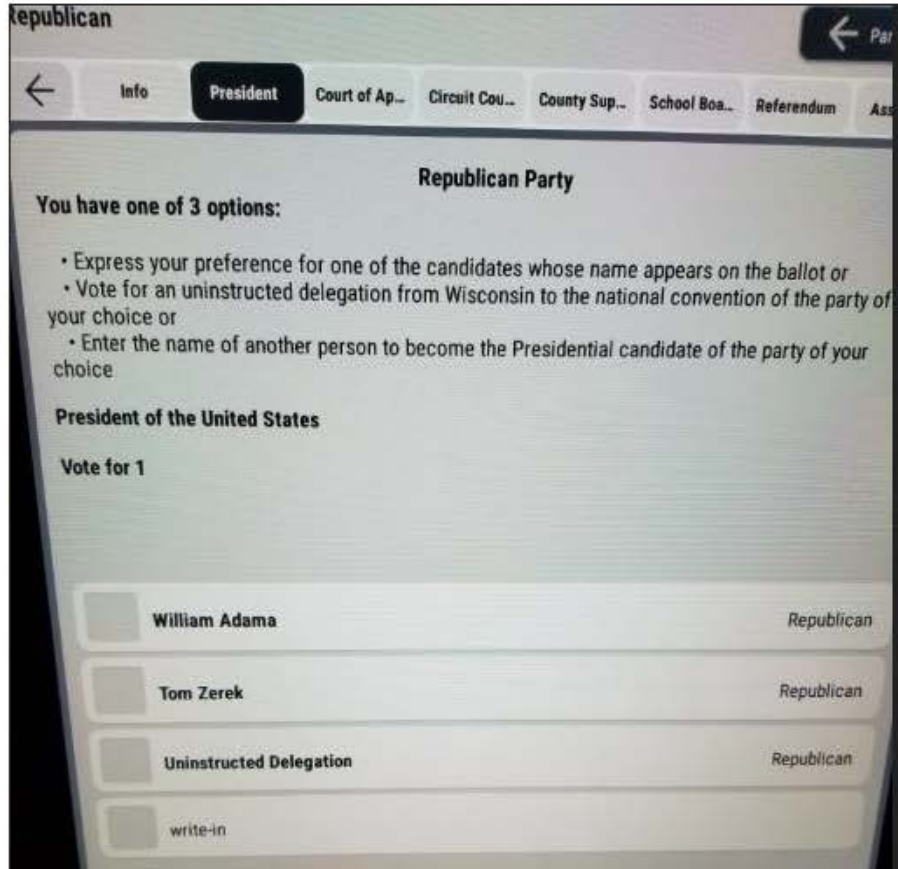 Republican
← Par
← Info President Court of Ap... Circuit Cou... County Sup... School Boa... Referendum Ass
Republican Party
You have one of 3 options:
• Express your preference for one of the candidates whose name appears on the ballot or
• Vote for an uninstructed delegation from Wisconsin to the national convention of the party of
your choice or
• Enter the name of another person to become the Presidential candidate of the party of your
choice
President of the United States
Vote for 1
William Adama Republican
Tom Zerek Republican
Uninstructed Delegation Republican
write-in